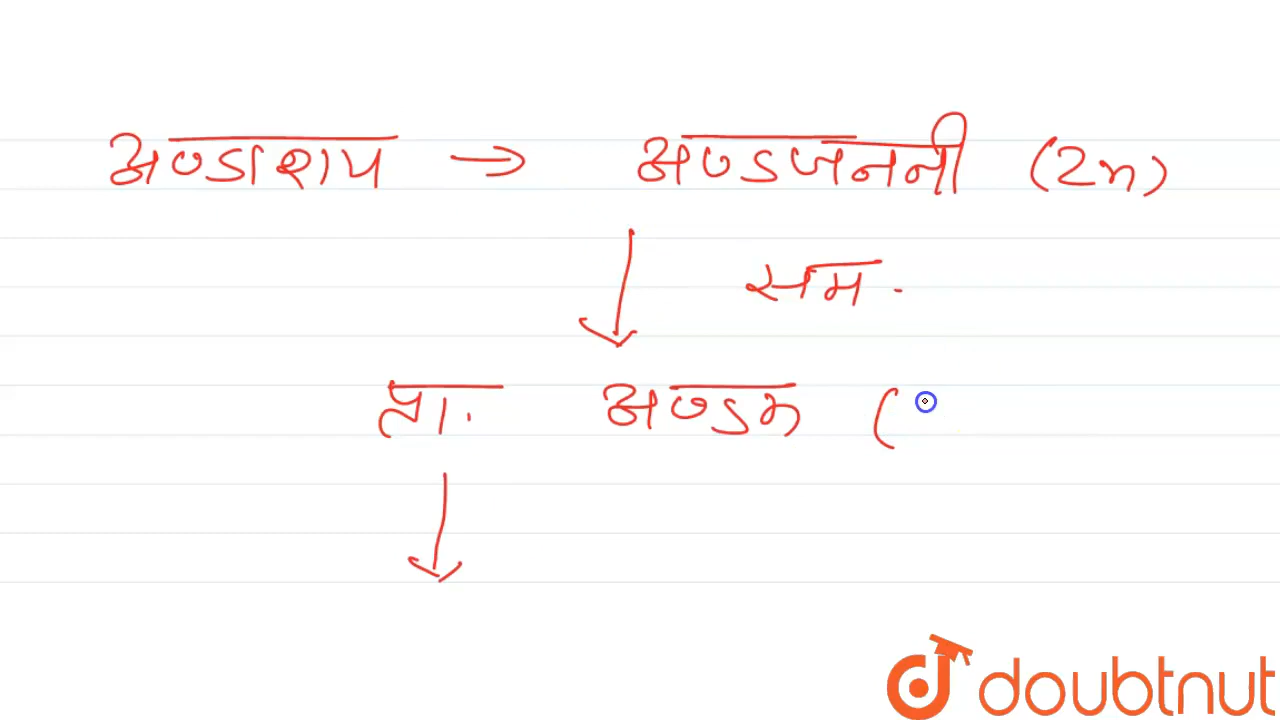 अण्डाशय → अण्डजननी (2n)
↓ सम.
प्रा. अण्डक (
↓
doubtnut